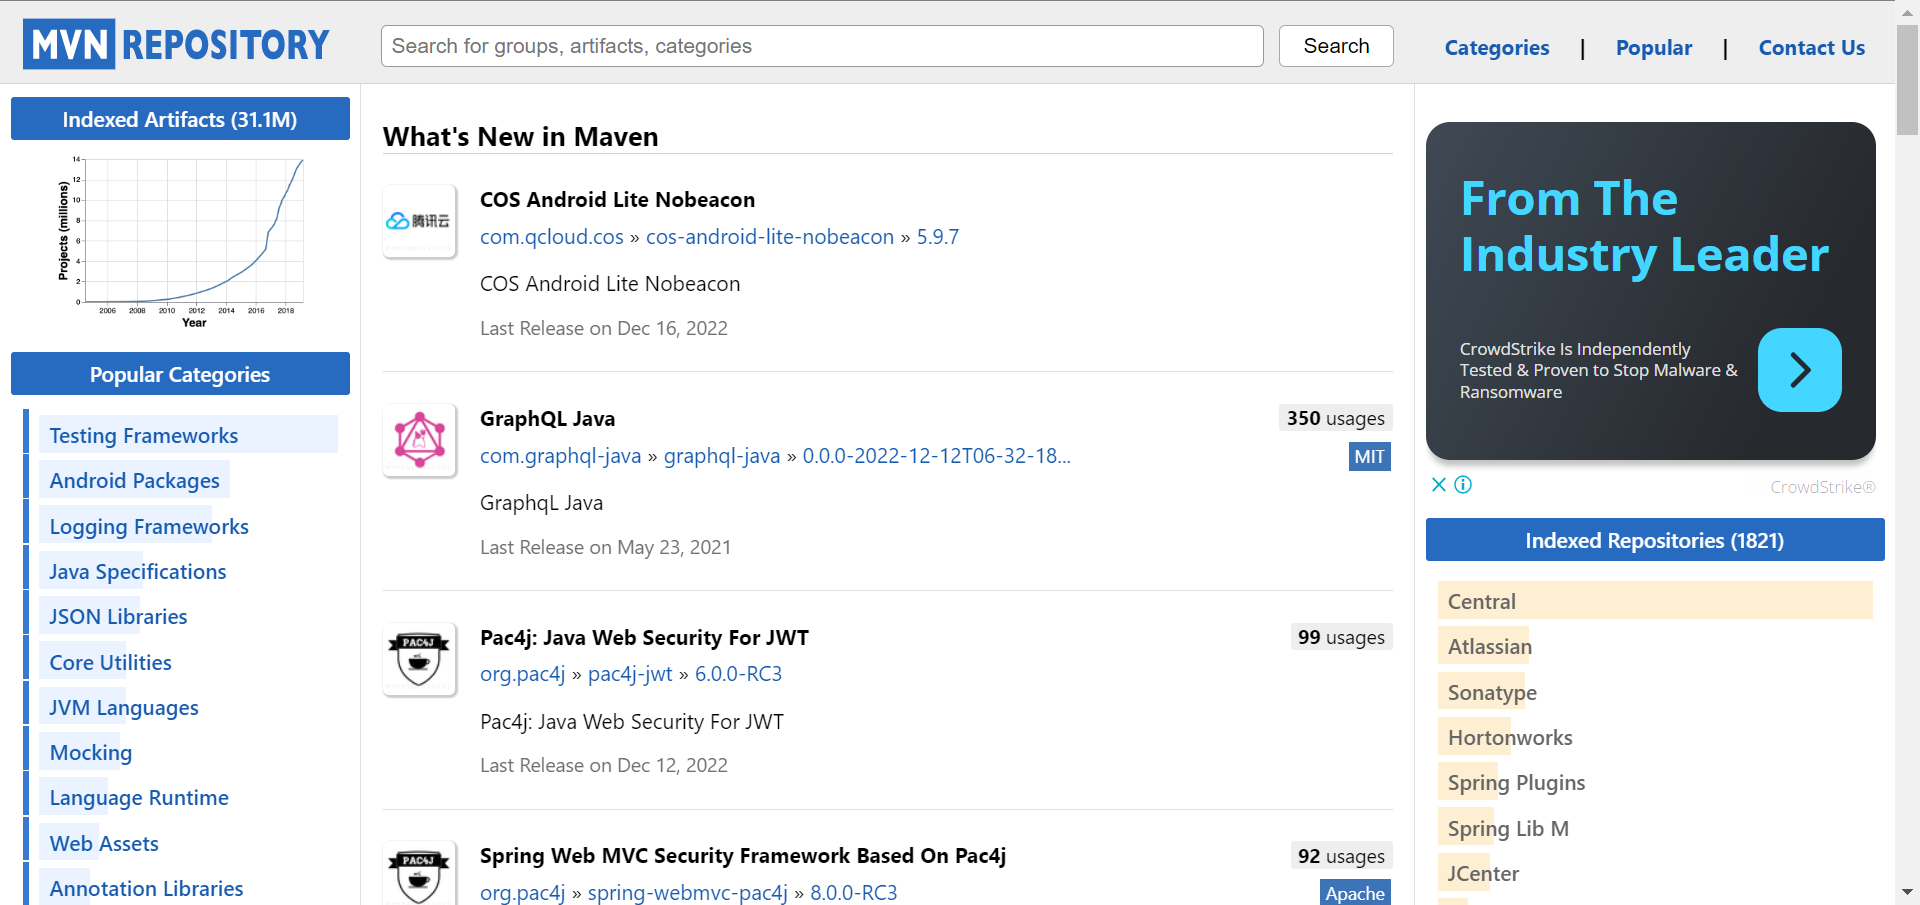 MVN REPOSITORY
Search for groups, artifacts, categories
Search
Categories | Popular | Contact Us
Indexed Artifacts (31.1M)
Projects (millions)
14
12
10
8
6
4
2
0
2006 2008 2010 2012 2014 2016 2018
Year
Popular Categories
Testing Frameworks
Android Packages
Logging Frameworks
Java Specifications
JSON Libraries
Core Utilities
JVM Languages
Mocking
Language Runtime
Web Assets
Annotation Libraries
What's New in Maven
腾讯云
COS Android Lite Nobeacon
com.qcloud.cos » cos-android-lite-nobeacon » 5.9.7
COS Android Lite Nobeacon
Last Release on Dec 16, 2022
GraphQL Java
350 usages
com.graphql-java » graphql-java » 0.0.0-2022-12-12T06-32-18...
MIT
GraphqL Java
Last Release on May 23, 2021
PAC4J
Pac4j: Java Web Security For JWT
99 usages
org.pac4j » pac4j-jwt » 6.0.0-RC3
Pac4j: Java Web Security For JWT
Last Release on Dec 12, 2022
PAC4J
Spring Web MVC Security Framework Based On Pac4j
92 usages
org.pac4j » spring-webmvc-pac4j » 8.0.0-RC3
Apache
From The
Industry Leader
CrowdStrike Is Independently
Tested & Proven to Stop Malware &
Ransomware
CrowdStrike®
Indexed Repositories (1821)
Central
Atlassian
Sonatype
Hortonworks
Spring Plugins
Spring Lib M
JCenter